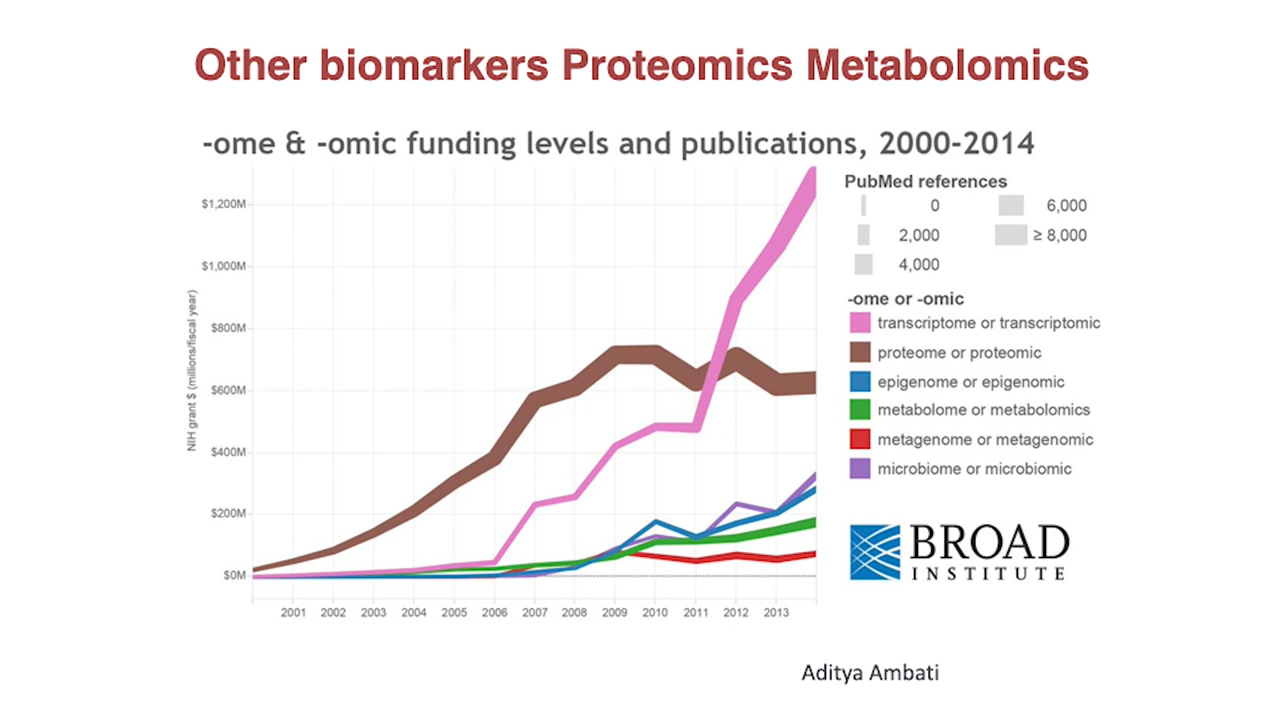 Other biomarkers Proteomics Metabolomics
-ome & -omic funding levels and publications, 2000-2014
NIH grant $ (millions/fiscal year)
$1,200M
$1,000M
$800M
$600M
$400M
$200M
$0M
2001 2002 2003 2004 2005 2006 2007 2008 2009 2010 2011 2012 2013
PubMed references
0 6,000
2,000 ≥ 8,000
4,000
-ome or -omic
transcriptome or transcriptomic
proteome or proteomic
epigenome or epigenomic
metabolome or metabolomics
metagenome or metagenomic
microbiome or microbiomic
BROAD
INSTITUTE
Aditya Ambati